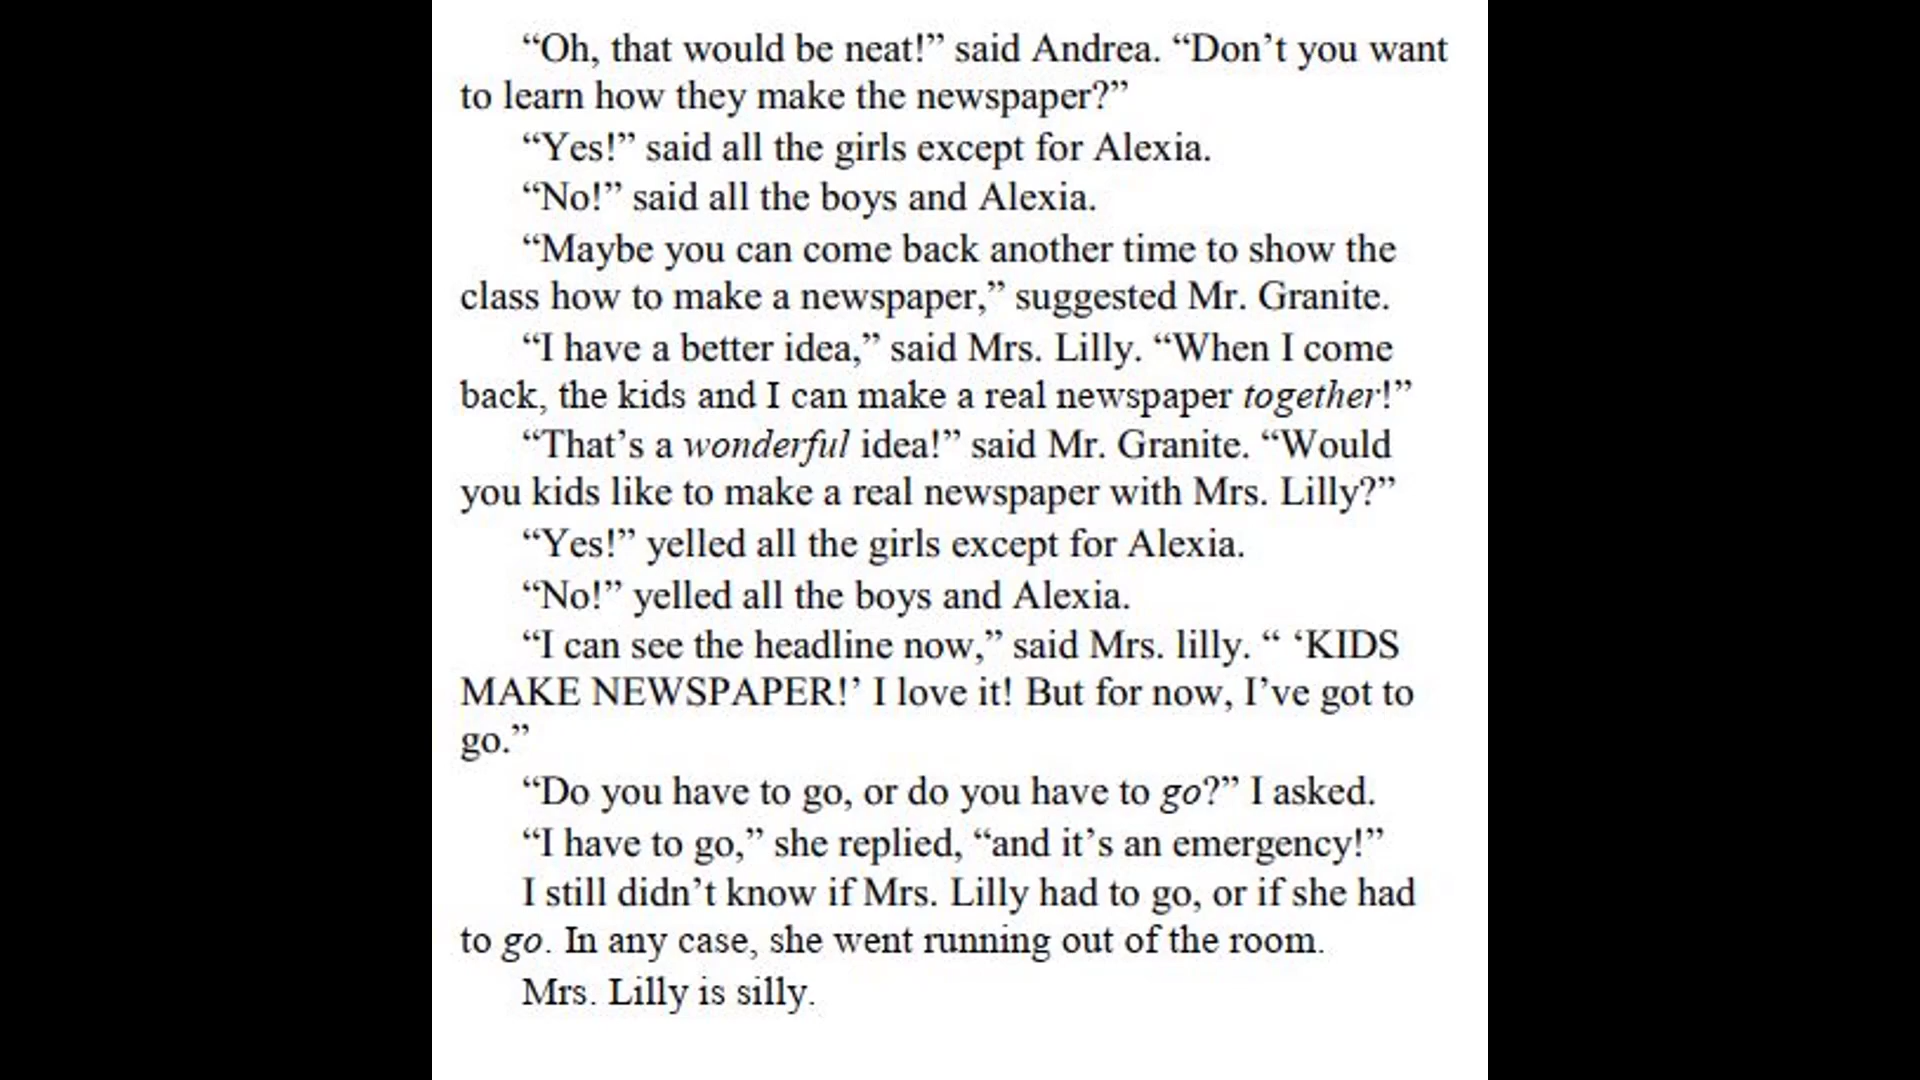 “Oh, that would be neat!” said Andrea. “Don’t you want
to learn how they make the newspaper?”
“Yes!” said all the girls except for Alexia.
“No!” said all the boys and Alexia.
“Maybe you can come back another time to show the
class how to make a newspaper,” suggested Mr. Granite.
“I have a better idea,” said Mrs. Lilly. “When I come
back, the kids and I can make a real newspaper together!”
“That’s a wonderful idea!” said Mr. Granite. “Would
you kids like to make a real newspaper with Mrs. Lilly?”
“Yes!” yelled all the girls except for Alexia.
“No!” yelled all the boys and Alexia.
“I can see the headline now,” said Mrs. lilly. “ ‘KIDS
MAKE NEWSPAPER!’ I love it! But for now, I’ve got to
go.”
“Do you have to go, or do you have to go?” I asked.
“I have to go,” she replied, “and it’s an emergency!”
I still didn’t know if Mrs. Lilly had to go, or if she had
to go. In any case, she went running out of the room.
Mrs. Lilly is silly.